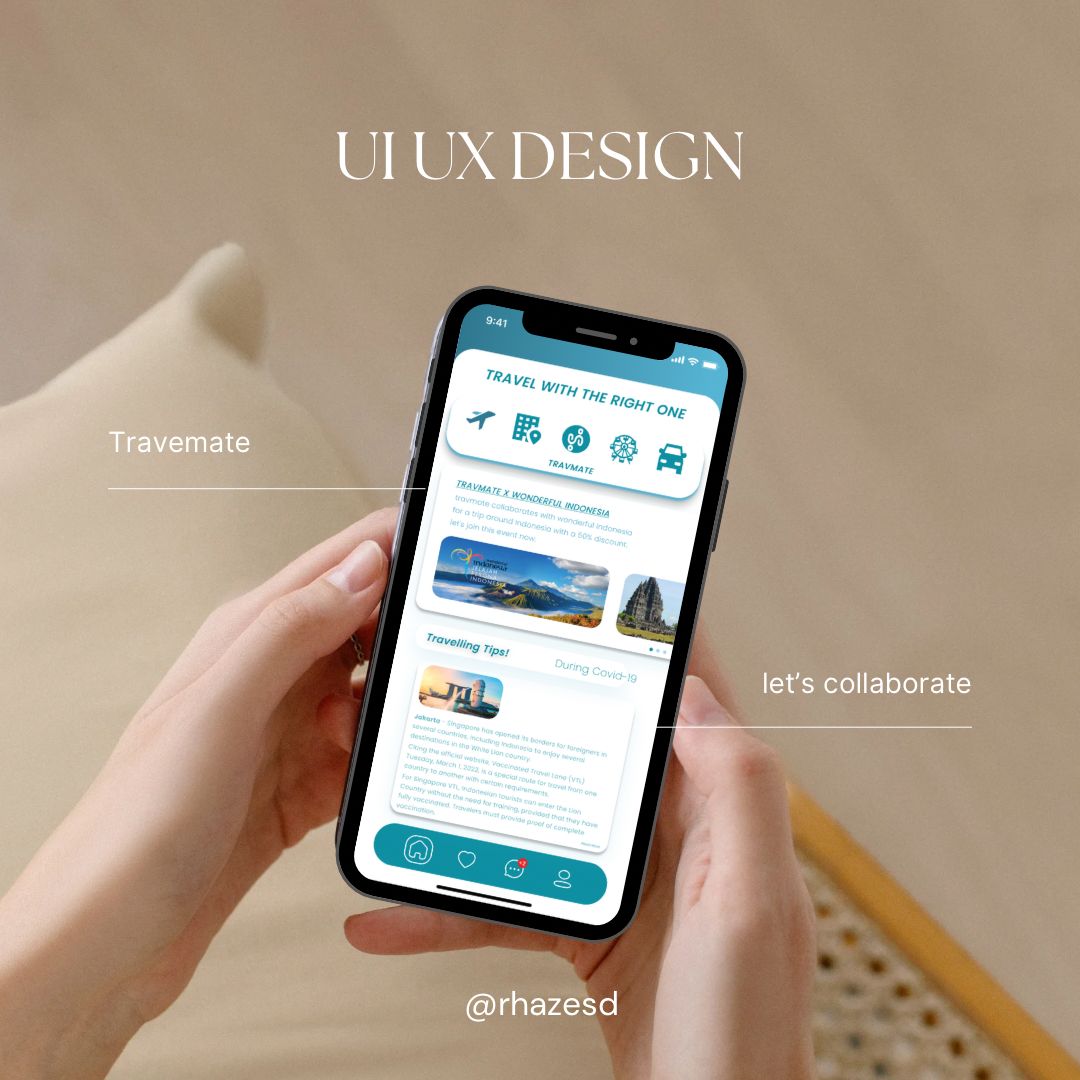 UI UX DESIGN
9:41
TRAVEL WITH THE RIGHT ONE
TRAVMATE
Travemate
TRAVMATE X WONDERFUL INDONESIA
travmate collaborates with wonderful indonesia
for a trip around Indonesia with a 50% discount.
let's join this event now.
indonesia
INDONESIA
Travelling Tips!
During Covid-19
let's collaborate
Jakarta - Singapore has opened its borders for foreigners in
several countries, including Indonesia to enjoy several
destinations in the White Lion country.
Citing the official website, Vaccinated Travel Lane (VTL)
Tuesday, March 1, 2022, is a special route for travel from one
country to another with certain requirements.
For Singapore VTL, Indonesian tourists can enter the Lion
Country without the need for training, provided that they have
fully vaccinated. Travelers must provide proof of complete
vaccination.
@rhazesd